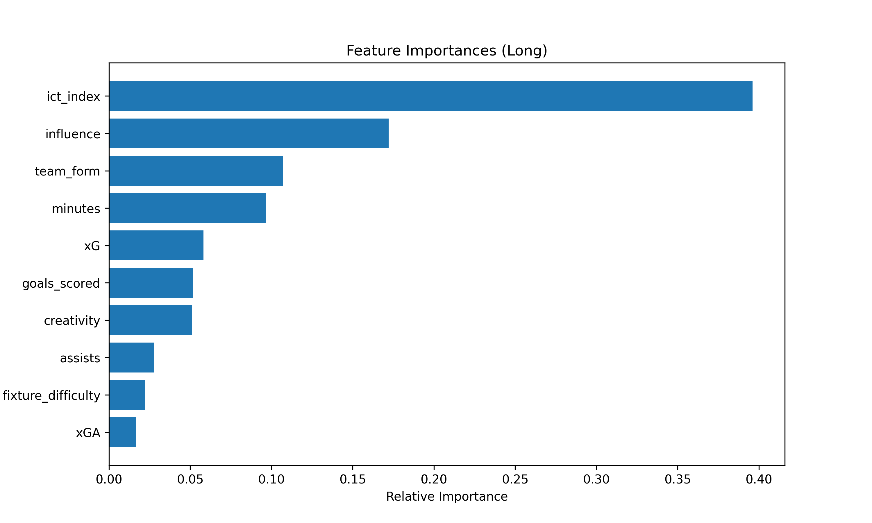 Feature Importances (Long)
ict_index
influence
team_form
minutes
xG
goals_scored
creativity
assists
fixture_difficulty
xGA
0.00 0.05 0.10 0.15 0.20 0.25 0.30 0.35 0.40
Relative Importance